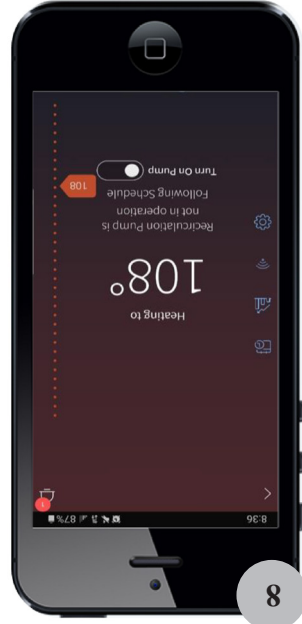 8:36
87%
1
Heating to
108°
Recirculation Pump is
not in operation
Following Schedule
Turn On Pump
108
8